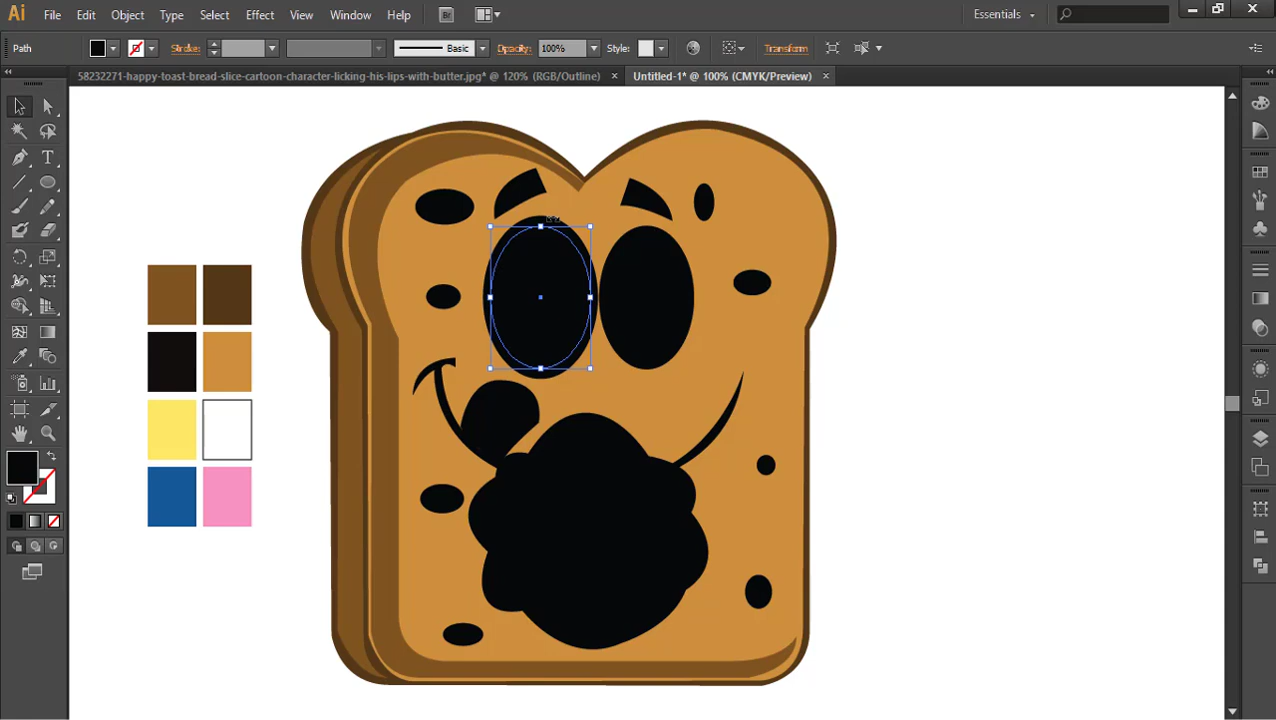 Ai File Edit Object Type Select Effect View Window Help Br Essentials
Path Stroke: Basic Opacity: 100% Style: Transform
58232271-happy-toast-bread-slice-cartoon-character-licking-his-lips-with-butter.jpg* @ 120% (RGB/Outline) × Untitled-1* @ 100% (CMYK/Preview) ×